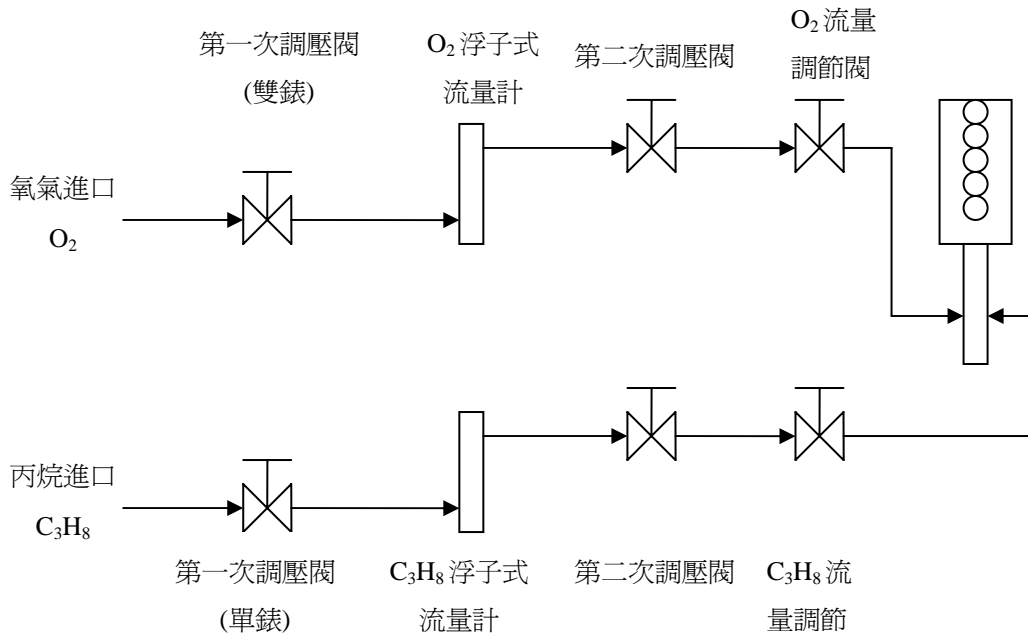 第一次調壓閥
(雙錶)
O₂ 浮子式
流量計
第二次調壓閥
O₂ 流量
調節閥
氧氣進口
O₂
丙烷進口
C₃H₈
第一次調壓閥
(單錶)
C₃H₈ 浮子式
流量計
第二次調壓閥
C₃H₈ 流
量調節